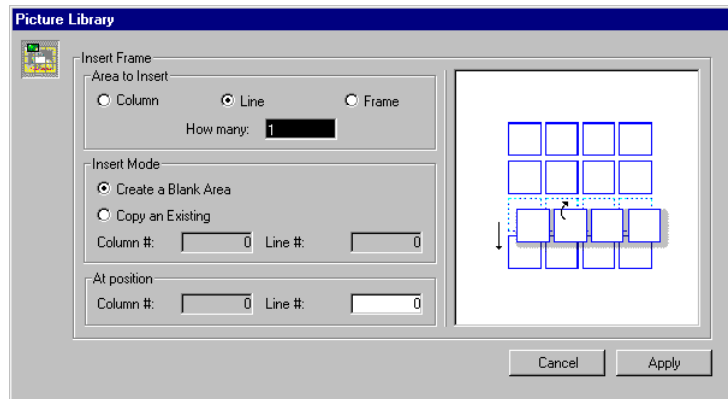 Picture Library
Insert Frame
Area to Insert
Column Line Frame
How many: 1
Insert Mode
Create a Blank Area
Copy an Existing
Column #: 0 Line #: 0
At position
Column #: 0 Line #: 0
Cancel Apply